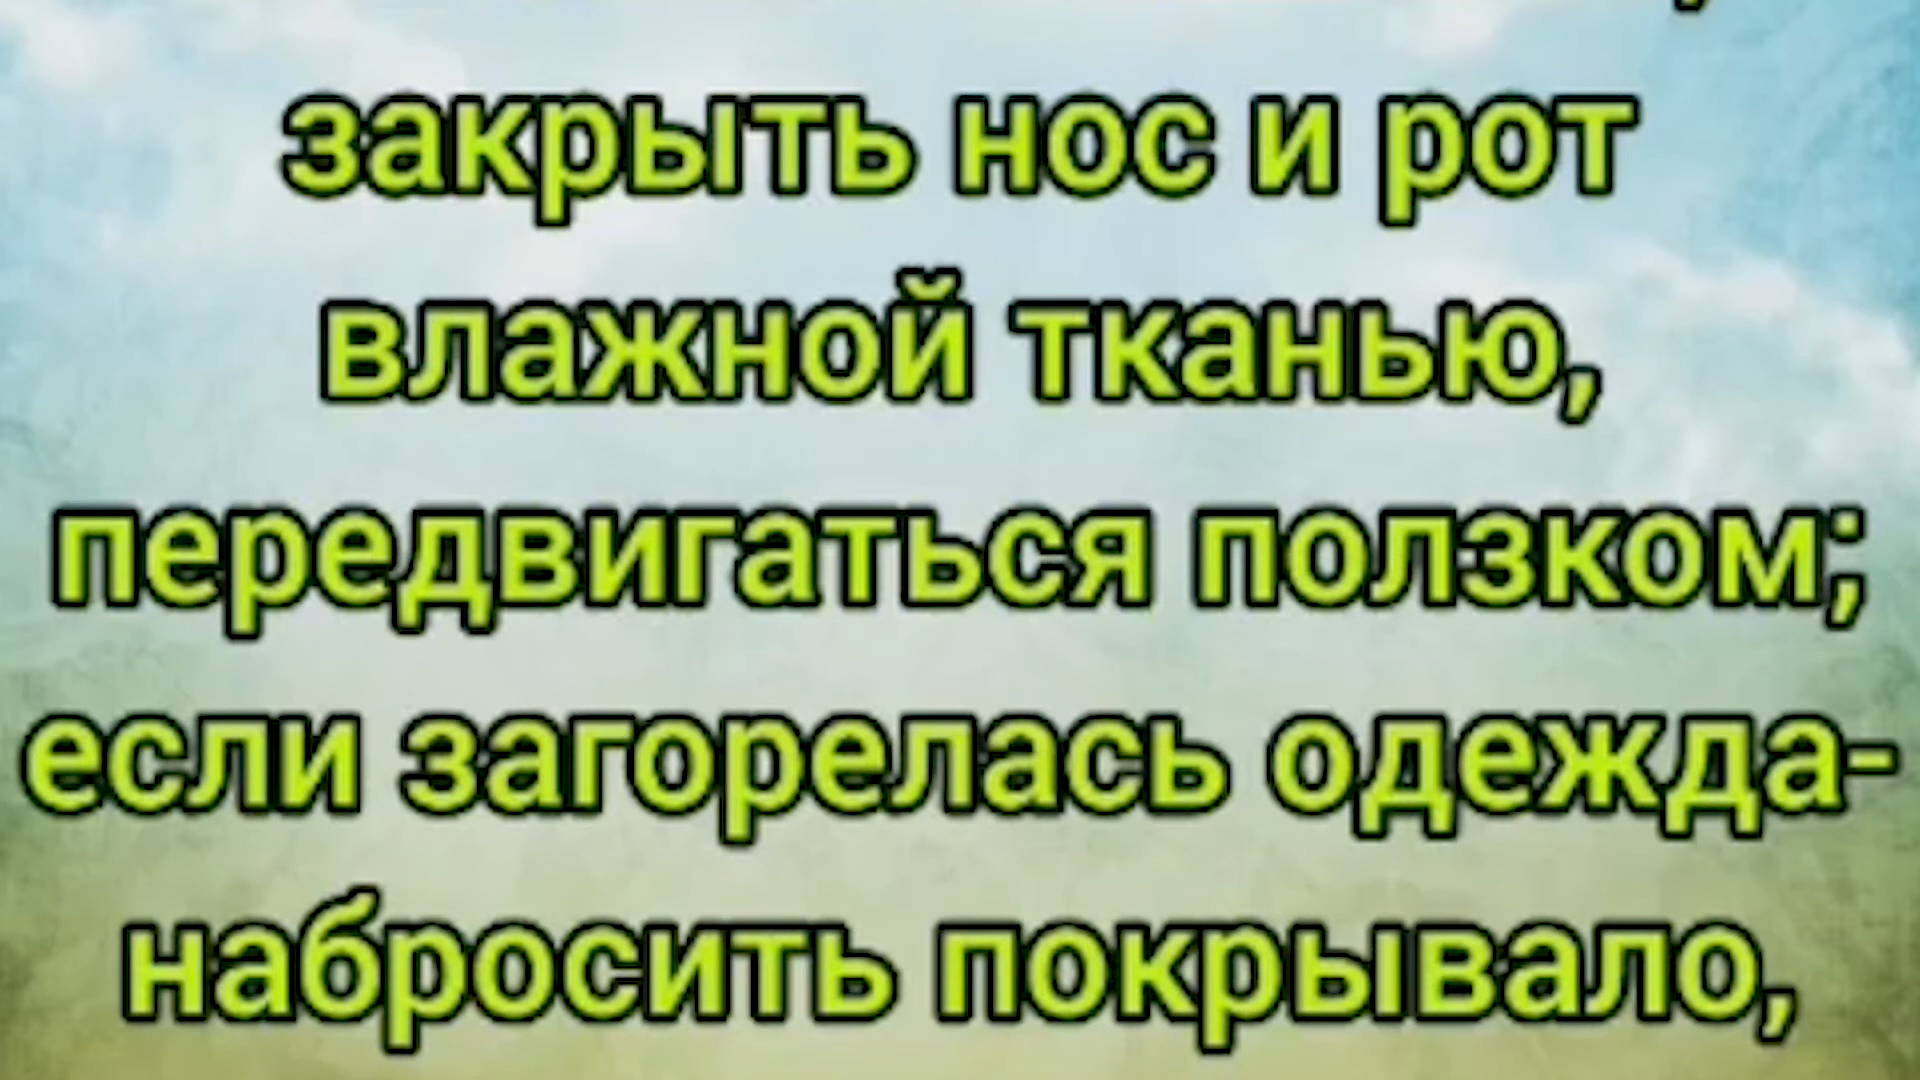 закрыть нос и рот
влажной тканью,
передвигаться ползком;
если загорелась одежда-
набросить покрывало,